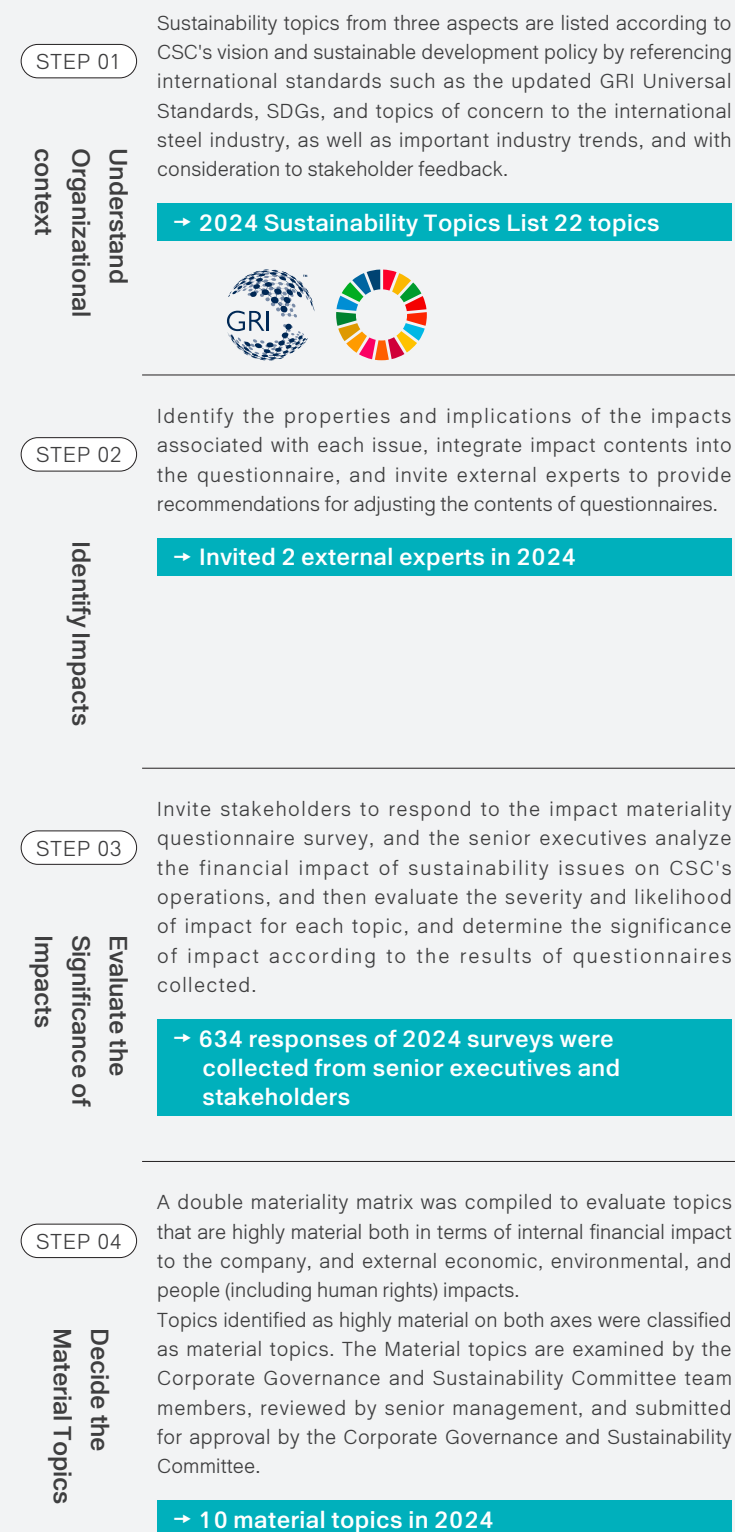 STEP 01
Understand
Organizational
context
Sustainability topics from three aspects are listed according to
CSC's vision and sustainable development policy by referencing
international standards such as the updated GRI Universal
Standards, SDGs, and topics of concern to the international
steel industry, as well as important industry trends, and with
consideration to stakeholder feedback.
→ 2024 Sustainability Topics List 22 topics
GRI
STEP 02
Identify Impacts
Identify the properties and implications of the impacts
associated with each issue, integrate impact contents into
the questionnaire, and invite external experts to provide
recommendations for adjusting the contents of questionnaires.
→ Invited 2 external experts in 2024
STEP 03
Evaluate the
Significance of
Impacts
Invite stakeholders to respond to the impact materiality
questionnaire survey, and the senior executives analyze
the financial impact of sustainability issues on CSC's
operations, and then evaluate the severity and likelihood
of impact for each topic, and determine the significance
of impact according to the results of questionnaires
collected.
→ 634 responses of 2024 surveys were
collected from senior executives and
stakeholders
STEP 04
Decide the
Material Topics
A double materiality matrix was compiled to evaluate topics
that are highly material both in terms of internal financial impact
to the company, and external economic, environmental, and
people (including human rights) impacts.
Topics identified as highly material on both axes were classified
as material topics. The Material topics are examined by the
Corporate Governance and Sustainability Committee team
members, reviewed by senior management, and submitted
for approval by the Corporate Governance and Sustainability
Committee.
→ 10 material topics in 2024